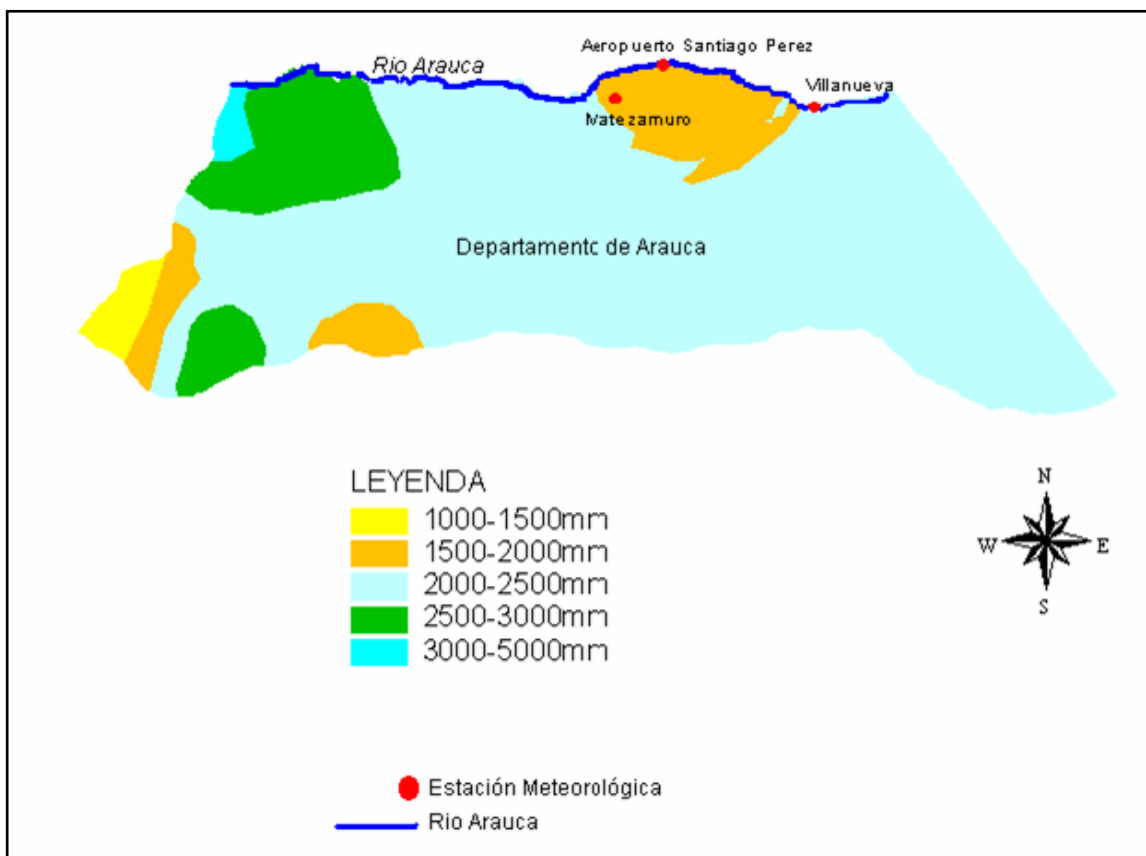 Aeropuerto Santiago Perez
Rio Arauca
Villanueva
Matezamuro
Departamentc de Arauca
LEYENDA
1000-1500mm
1500-2000mm
2000-2500mm
2500-3000mm
3000-5000mm
N
W E
S
Estación Meteorológica
Rio Arauca